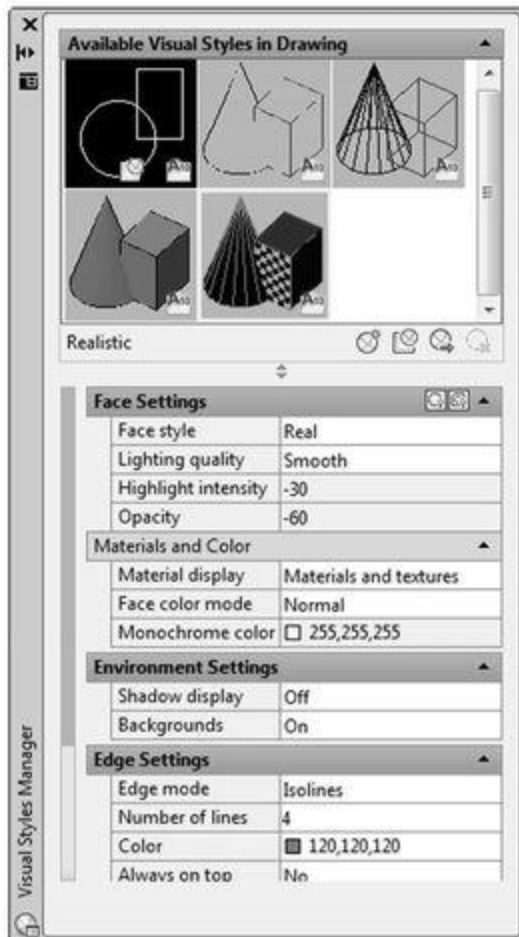 Available Visual Styles in Drawing
Realistic
Face Settings
Face style Real
Lighting quality Smooth
Highlight intensity -30
Opacity -60
Materials and Color
Material display Materials and textures
Face color mode Normal
Monochrome color 255,255,255
Environment Settings
Shadow display Off
Backgrounds On
Edge Settings
Edge mode Isolines
Number of lines 4
Color 120,120,120
Always on top No
Visual Styles Manager